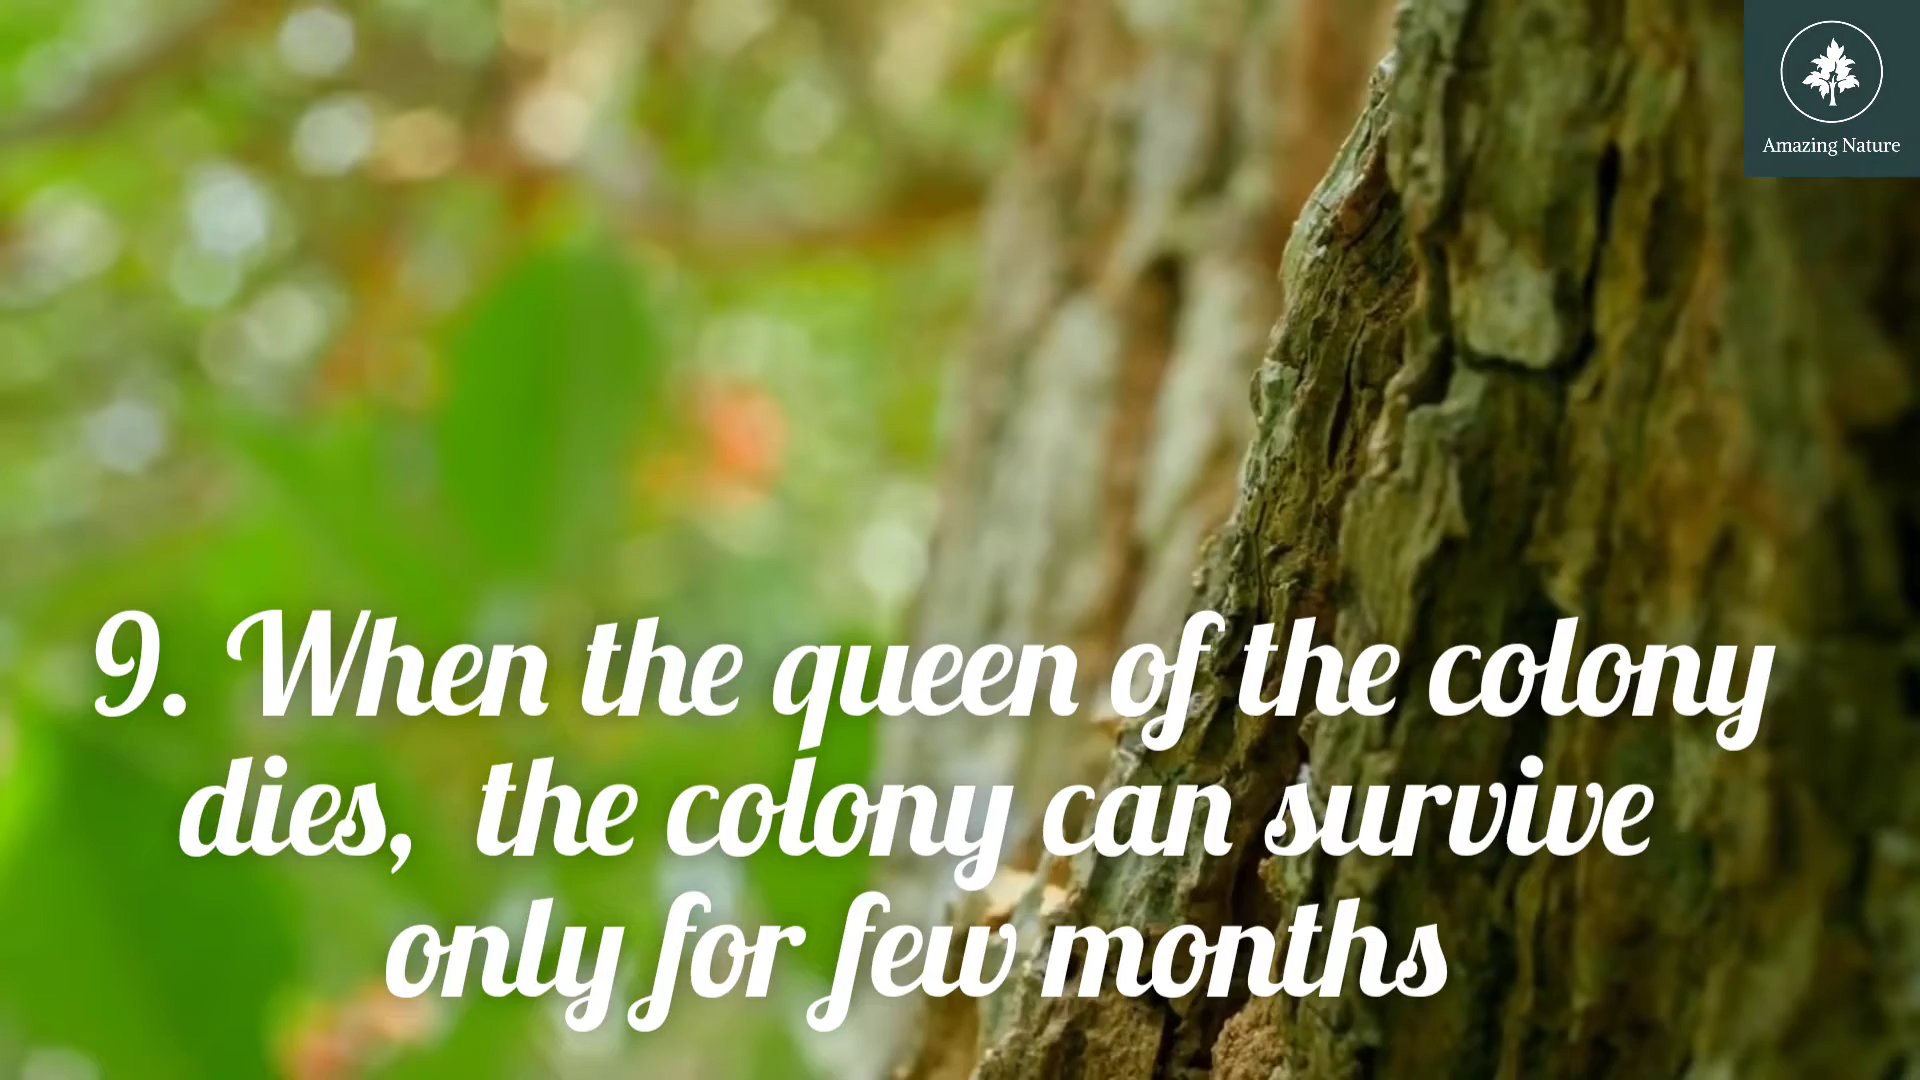 Amazing Nature
9. When the queen of the colony
dies, the colony can survive
only for few months